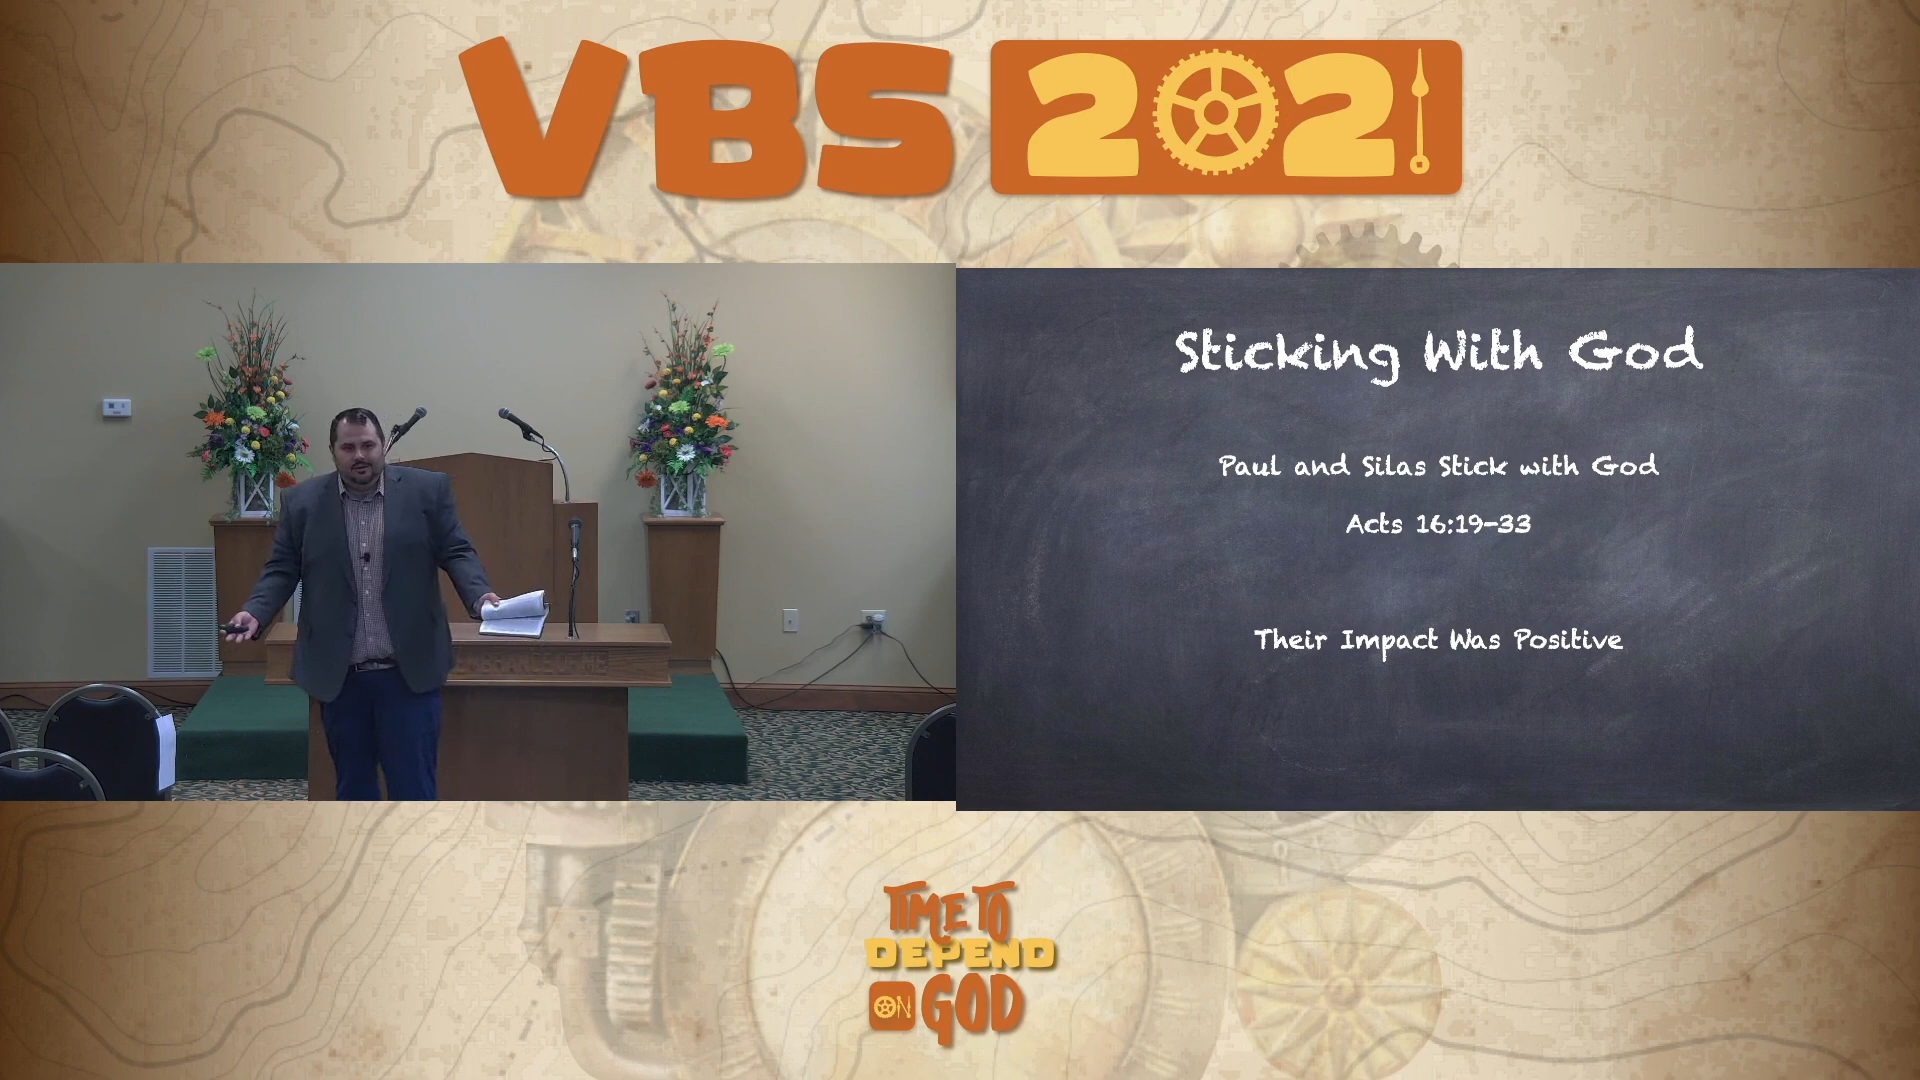 VBS 2021
Sticking With God
Paul and Silas Stick with God
Acts 16:19-33
Their Impact Was Positive
TIME TO
DEPEND
ON GOD